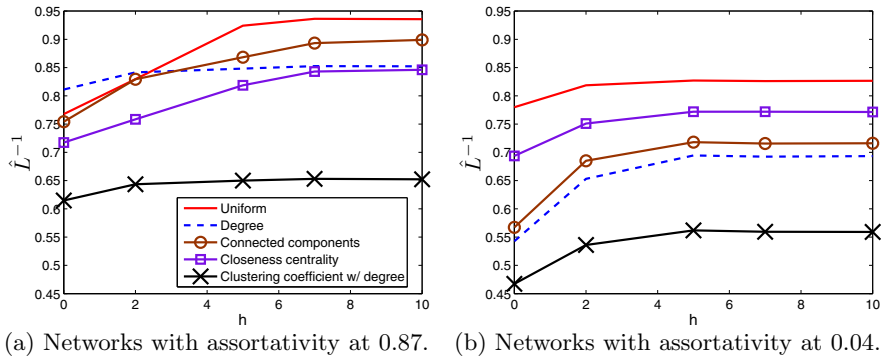 0.95
0.9
0.85
0.8
0.75
0.7
0.65
0.6
0.55
0.5
0.45
L̂⁻¹
0 2 4 6 8 10
h
Uniform
Degree
Connected components
Closeness centrality
Clustering coefficient w/ degree
(a) Networks with assortativity at 0.87.
0.95
0.9
0.85
0.8
0.75
0.7
0.65
0.6
0.55
0.5
0.45
L̂⁻¹
0 2 4 6 8 10
h
(b) Networks with assortativity at 0.04.